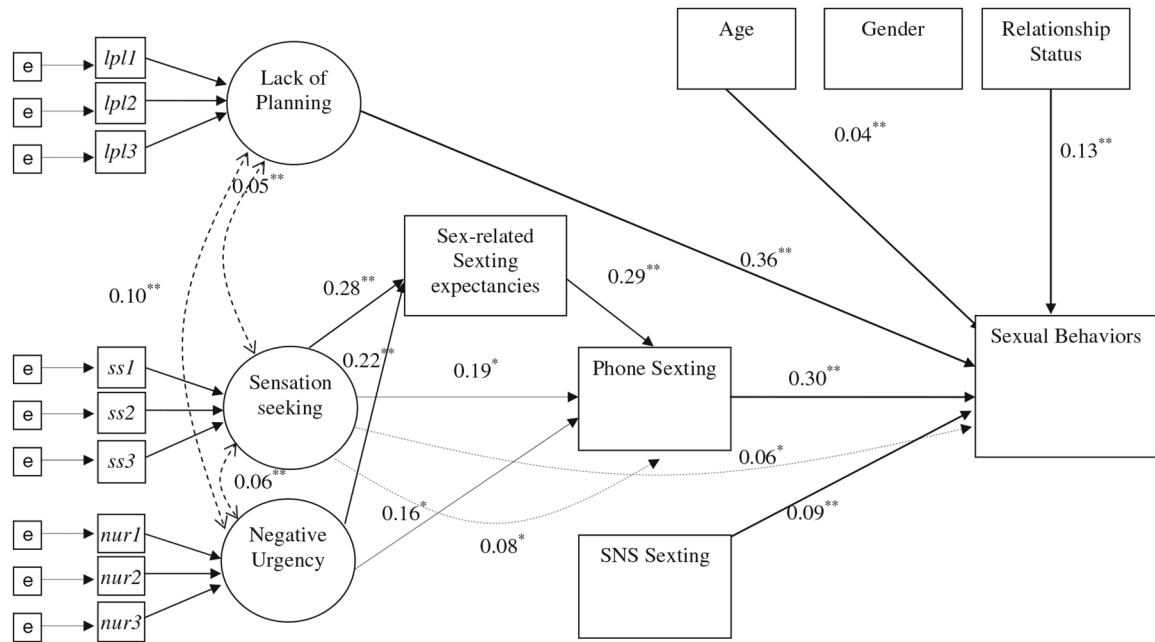 Age
Gender
Relationship
Status
e
lpl1
e
lpl2
e
lpl3
Lack of
Planning
0.04**
0.13**
0.05**
Sex-related
Sexting
expectancies
0.36**
0.29**
0.28**
0.10**
Sexual Behaviors
e
ss1
e
ss2
e
ss3
Sensation
seeking
0.22**
0.19*
Phone Sexting
0.30**
0.06*
0.06**
0.16*
0.08*
0.09**
e
nur1
e
nur2
e
nur3
Negative
Urgency
SNS Sexting